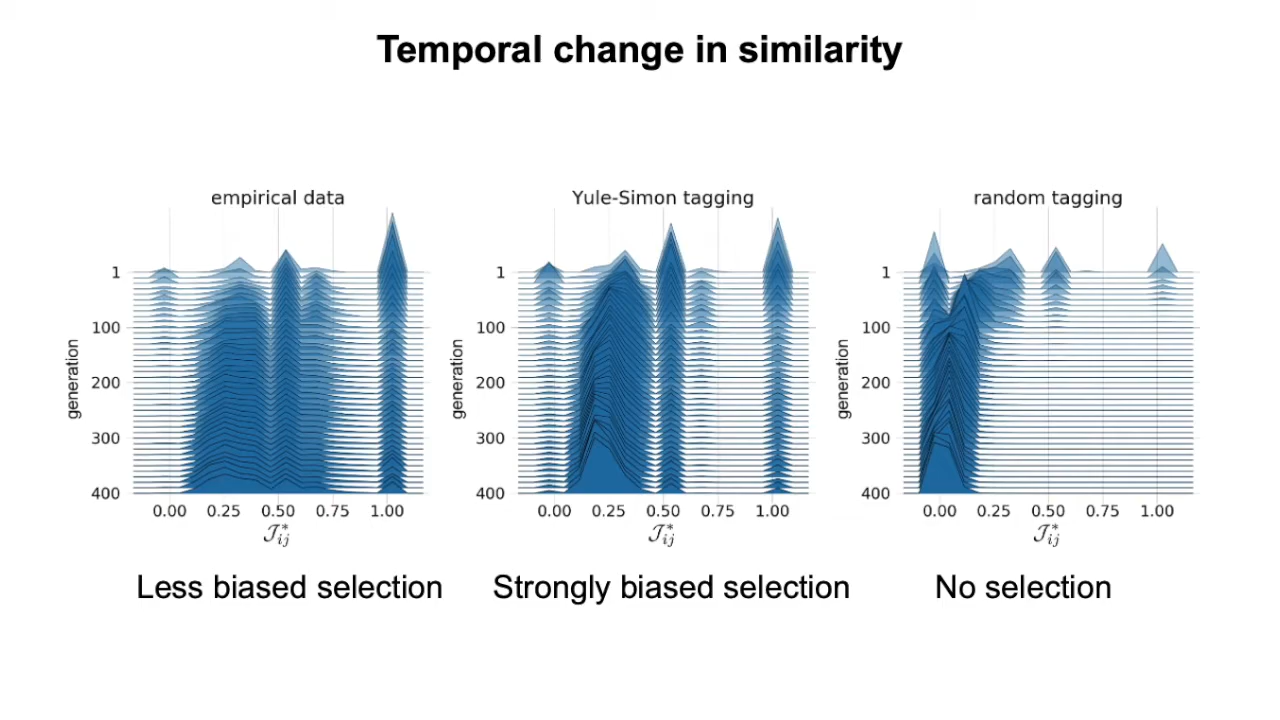 Temporal change in similarity
empirical data
1
100
200
300
400
generation
0.00 0.25 0.50 0.75 1.00
𝒥*ij
Less biased selection
Yule-Simon tagging
1
100
200
300
400
generation
0.00 0.25 0.50 0.75 1.00
𝒥*ij
Strongly biased selection
random tagging
1
100
200
300
400
generation
0.00 0.25 0.50 0.75 1.00
𝒥*ij
No selection